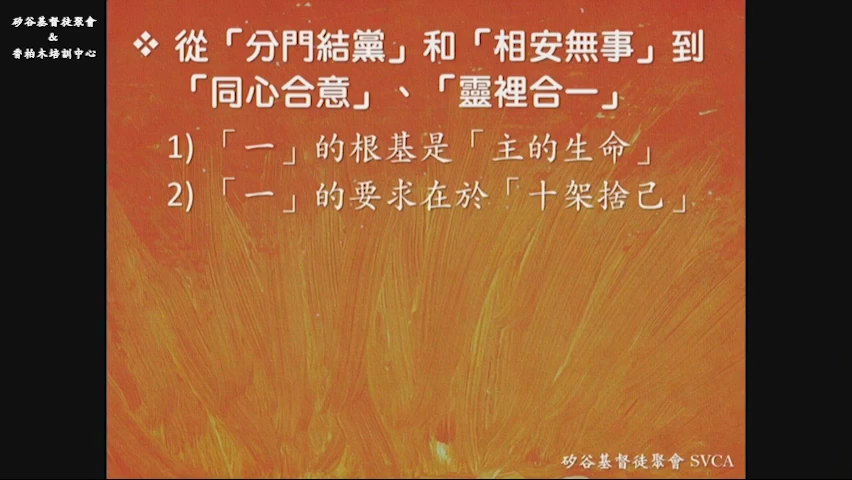 矽谷基督徒聚會
&
香柏木培訓中心
❖ 從「分門結黨」和「相安無事」到
「同心合意」、「靈裡合一」
1) 「一」的根基是「主的生命」
2) 「一」的要求在於「十架捨己」
矽谷基督徒聚會 SVCA